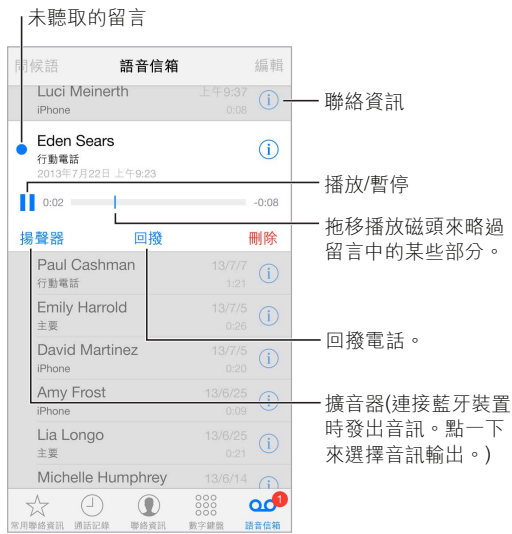 未聽取的留言
問候語 語音信箱 編輯
Luci Meinerth 上午9:37
iPhone 0:08
聯絡資訊
Eden Sears
行動電話
2013年7月22日 上午9:23
播放/暫停
0:02 -0:08
拖移播放磁頭來略過
留言中的某些部分。
揚聲器 回撥 刪除
Paul Cashman 13/7/7
行動電話 1:21
Emily Harrold 13/7/5
主要 0:26
回撥電話。
David Martinez 13/7/5
iPhone 0:20
Amy Frost 13/6/25
iPhone 0:09
擴音器(連接藍牙裝置
時發出音訊。點一下
來選擇音訊輸出。)
Lia Longo 13/6/25
主要 0:21
Michelle Humphrey 13/6/14
1
常用聯絡資訊 通話記錄 聯絡資訊 數字鍵盤 語音信箱